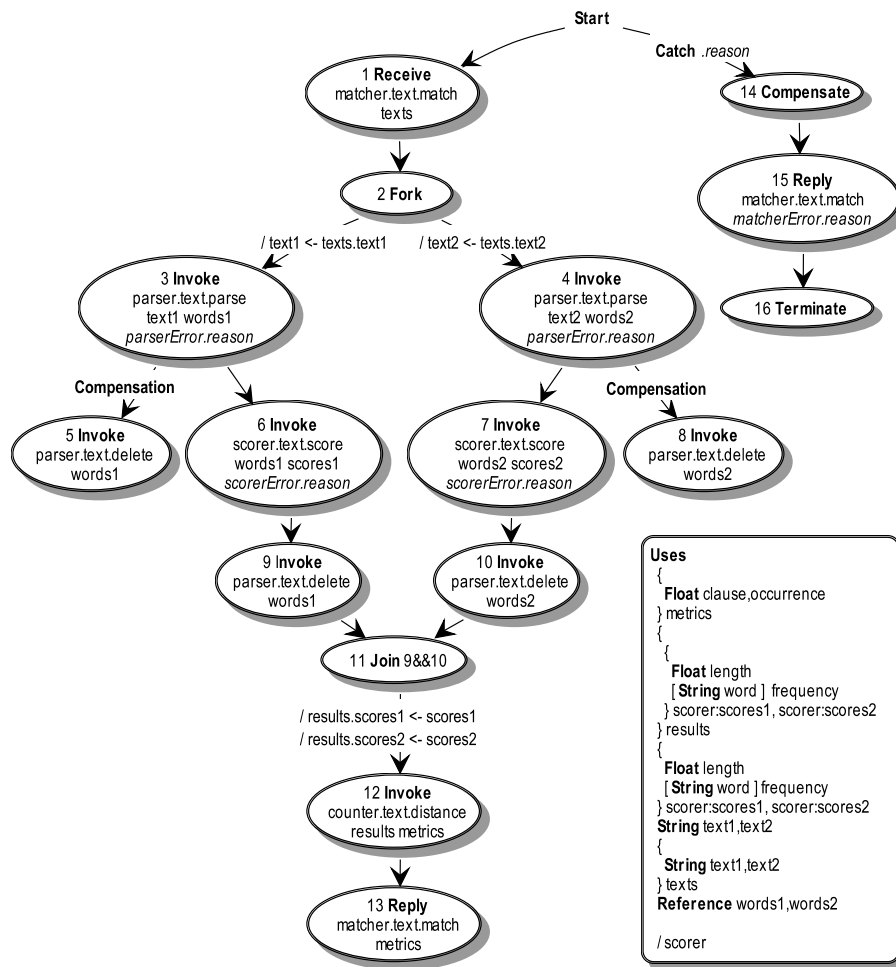 Start
Catch .reason
1 Receive
matcher.text.match
texts
14 Compensate
2 Fork
15 Reply
matcher.text.match
matcherError.reason
/ text1 <- texts.text1
/ text2 <- texts.text2
3 Invoke
parser.text.parse
text1 words1
parserError.reason
4 Invoke
parser.text.parse
text2 words2
parserError.reason
16 Terminate
Compensation
Compensation
5 Invoke
parser.text.delete
words1
6 Invoke
scorer.text.score
words1 scores1
scorerError.reason
7 Invoke
scorer.text.score
words2 scores2
scorerError.reason
8 Invoke
parser.text.delete
words2
9 Invoke
parser.text.delete
words1
10 Invoke
parser.text.delete
words2
11 Join 9&&10
/ results.scores1 <- scores1
/ results.scores2 <- scores2
12 Invoke
counter.text.distance
results metrics
13 Reply
matcher.text.match
metrics
Uses
{
Float clause,occurrence
} metrics
{
{
Float length
[ String word ] frequency
} scorer:scores1, scorer:scores2
} results
{
Float length
[ String word ] frequency
} scorer:scores1, scorer:scores2
String text1,text2
{
String text1,text2
} texts
Reference words1,words2
/ scorer